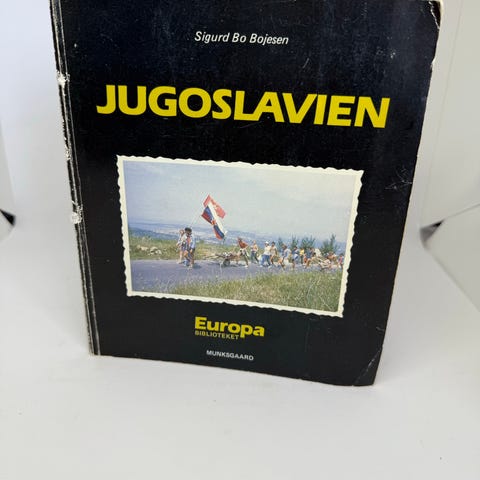 Sigurd Bo Bojesen
JUGOSLAVIEN
Europa
BIBLIOTEKET
MUNKSGAARD